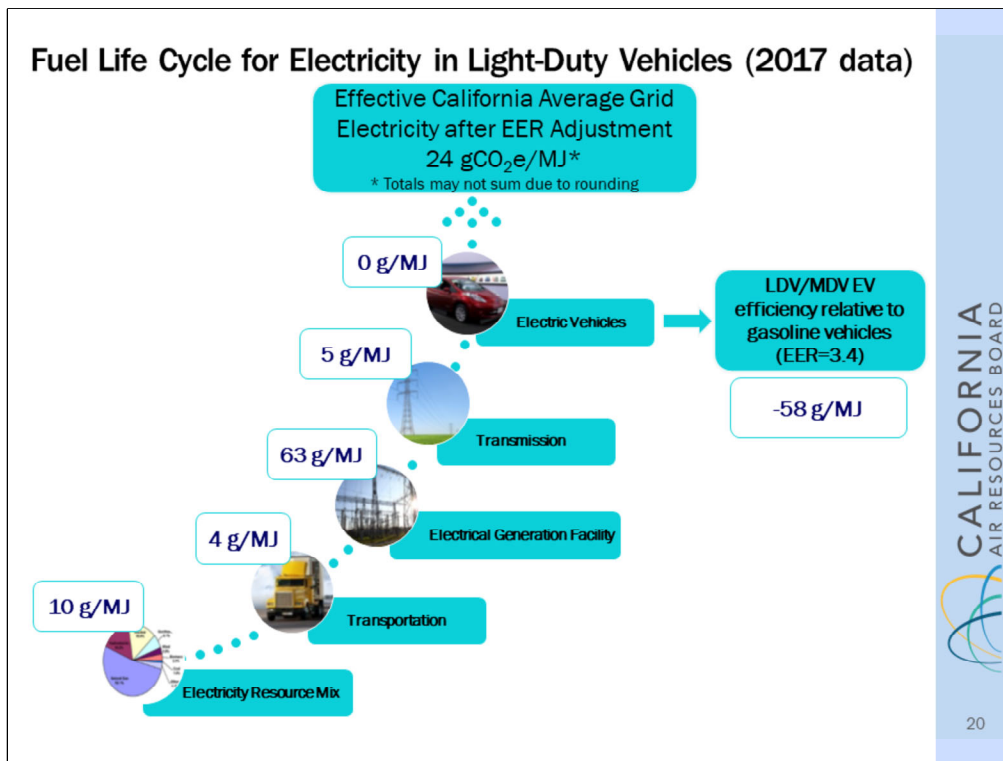 Fuel Life Cycle for Electricity in Light-Duty Vehicles (2017 data)
Effective California Average Grid
Electricity after EER Adjustment
24 gCO₂e/MJ*
* Totals may not sum due to rounding
0 g/MJ
Electric Vehicles
LDV/MDV EV
efficiency relative to
gasoline vehicles
(EER=3.4)
-58 g/MJ
5 g/MJ
Transmission
63 g/MJ
Electrical Generation Facility
4 g/MJ
Transportation
10 g/MJ
Electricity Resource Mix
CALIFORNIA
AIR RESOURCES BOARD
20